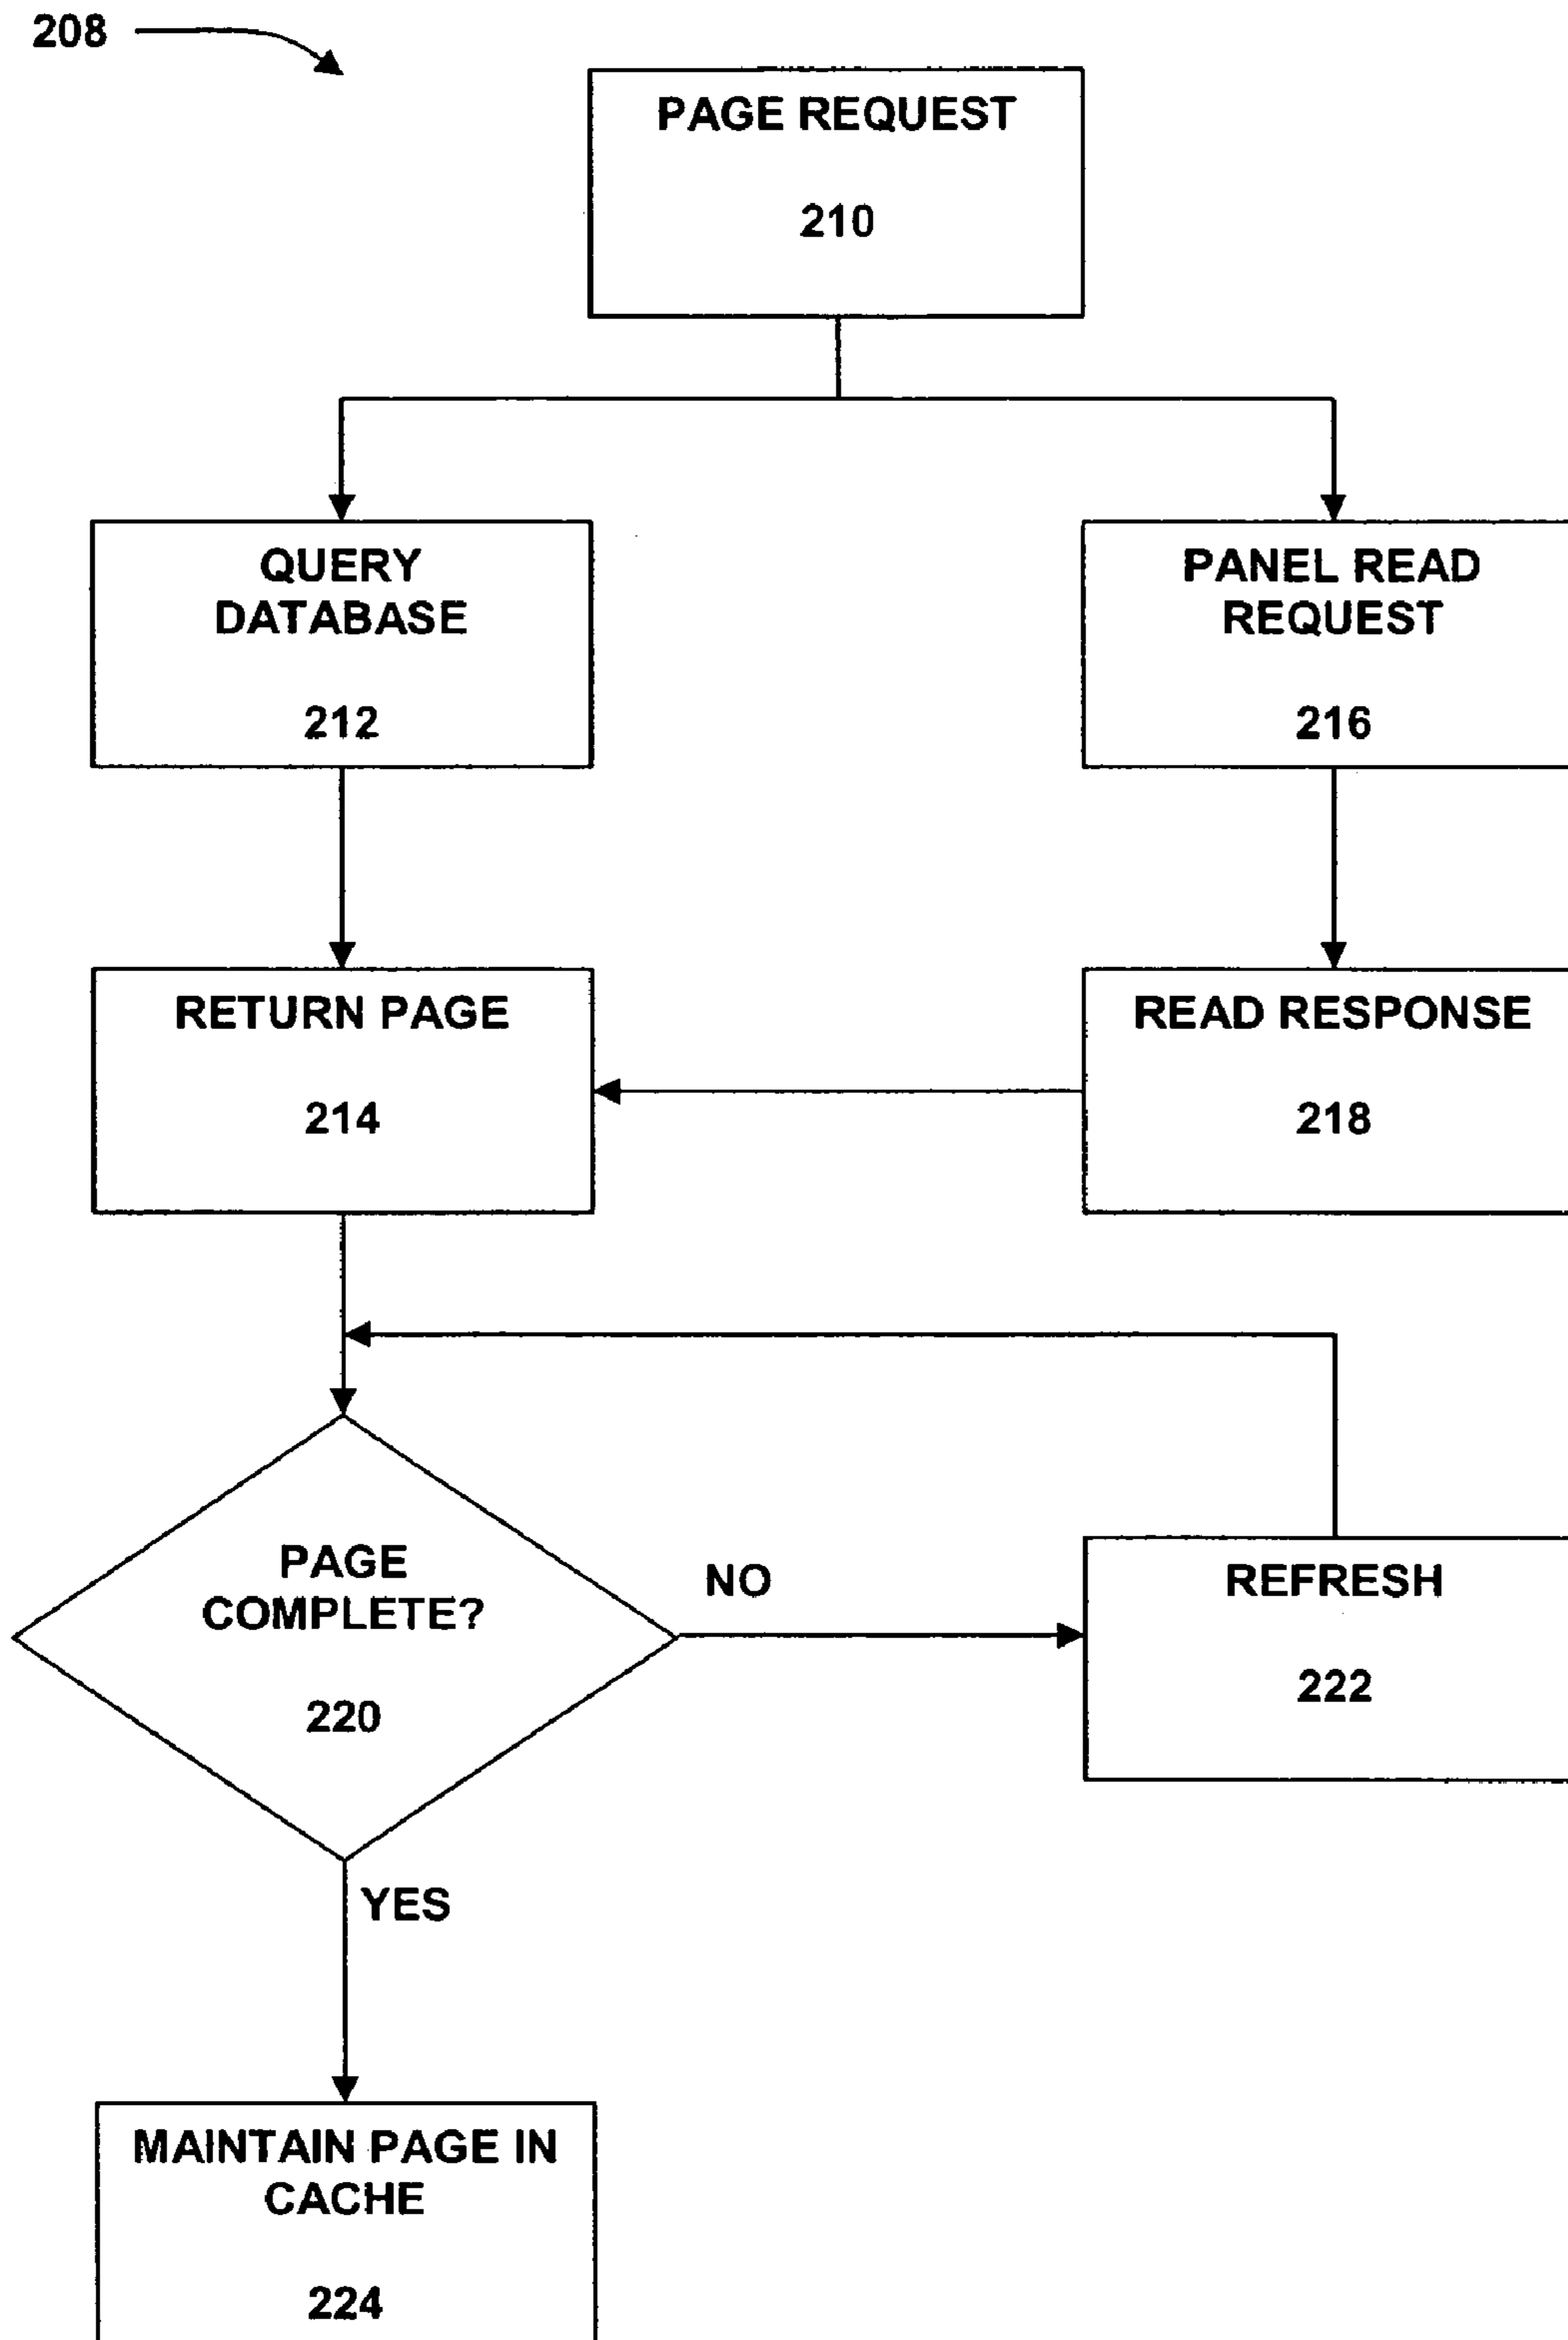 208
PAGE REQUEST
210
QUERY
DATABASE
212
PANEL READ
REQUEST
216
RETURN PAGE
214
READ RESPONSE
218
PAGE
COMPLETE?
220
NO
REFRESH
222
YES
MAINTAIN PAGE IN
CACHE
224